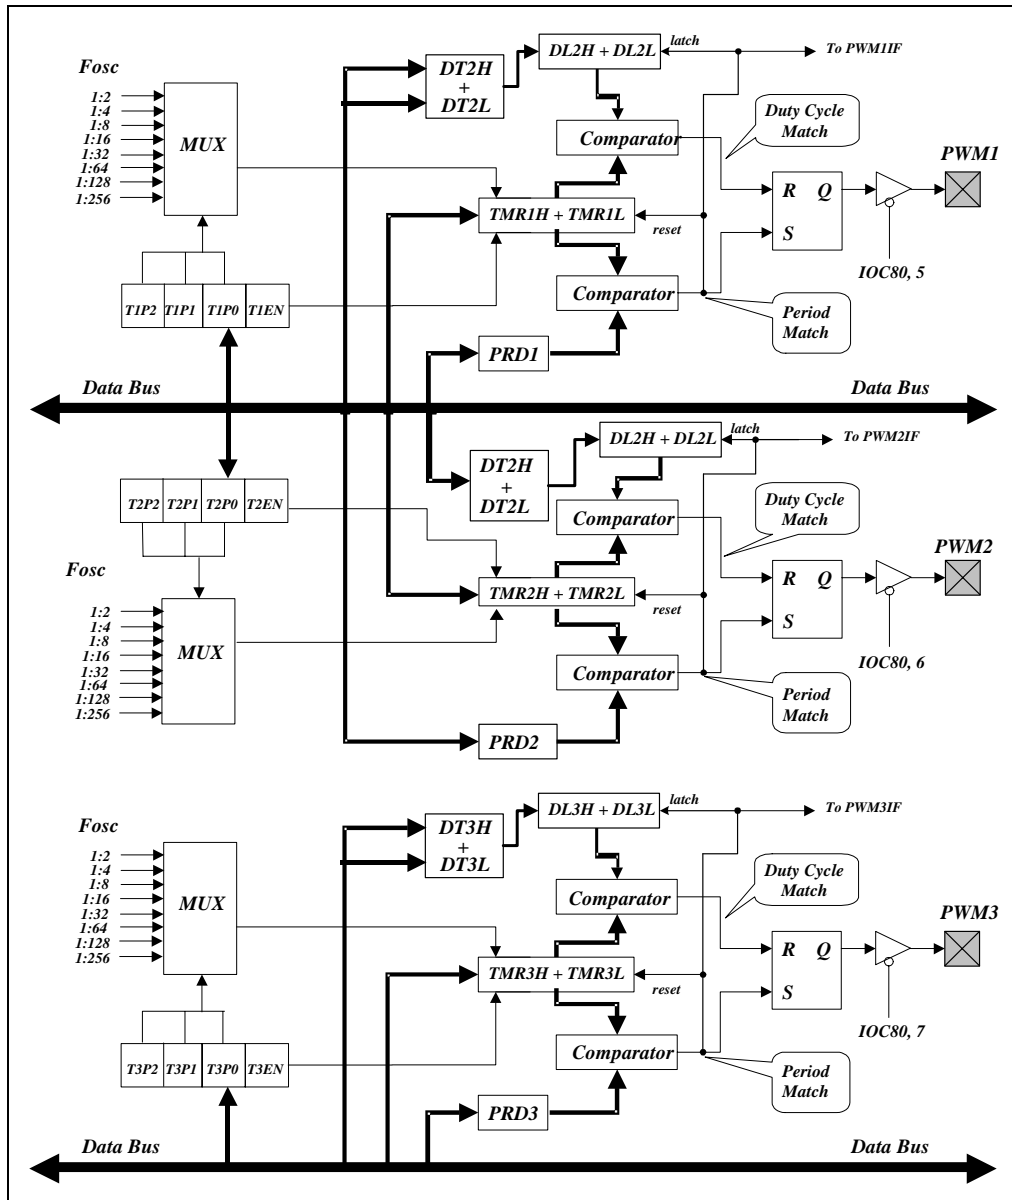 DL2H + DL2L
latch
To PWM1IF
Fosc
DT2H
+
DT2L
1:2
1:4
1:8
1:16
1:32
1:64
1:128
1:256
MUX
Comparator
Duty Cycle
Match
PWM1
R Q
S
TMR1H + TMR1L
reset
IOC80, 5
T1P2 T1P1 T1P0 T1EN
Comparator
Period
Match
PRD1
Data Bus
Data Bus
DL2H + DL2L
latch
To PWM2IF
DT2H
+
DT2L
T2P2 T2P1 T2P0 T2EN
Comparator
Duty Cycle
Match
PWM2
R Q
S
Fosc
TMR2H + TMR2L
reset
1:2
1:4
1:8
1:16
1:32
1:64
1:128
1:256
MUX
IOC80, 6
Comparator
Period
Match
PRD2
DL3H + DL3L
latch
To PWM3IF
Fosc
DT3H
+
DT3L
1:2
1:4
1:8
1:16
1:32
1:64
1:128
1:256
MUX
Comparator
Duty Cycle
Match
PWM3
R Q
S
TMR3H + TMR3L
reset
IOC80, 7
T3P2 T3P1 T3P0 T3EN
Comparator
Period
Match
PRD3
Data Bus
Data Bus